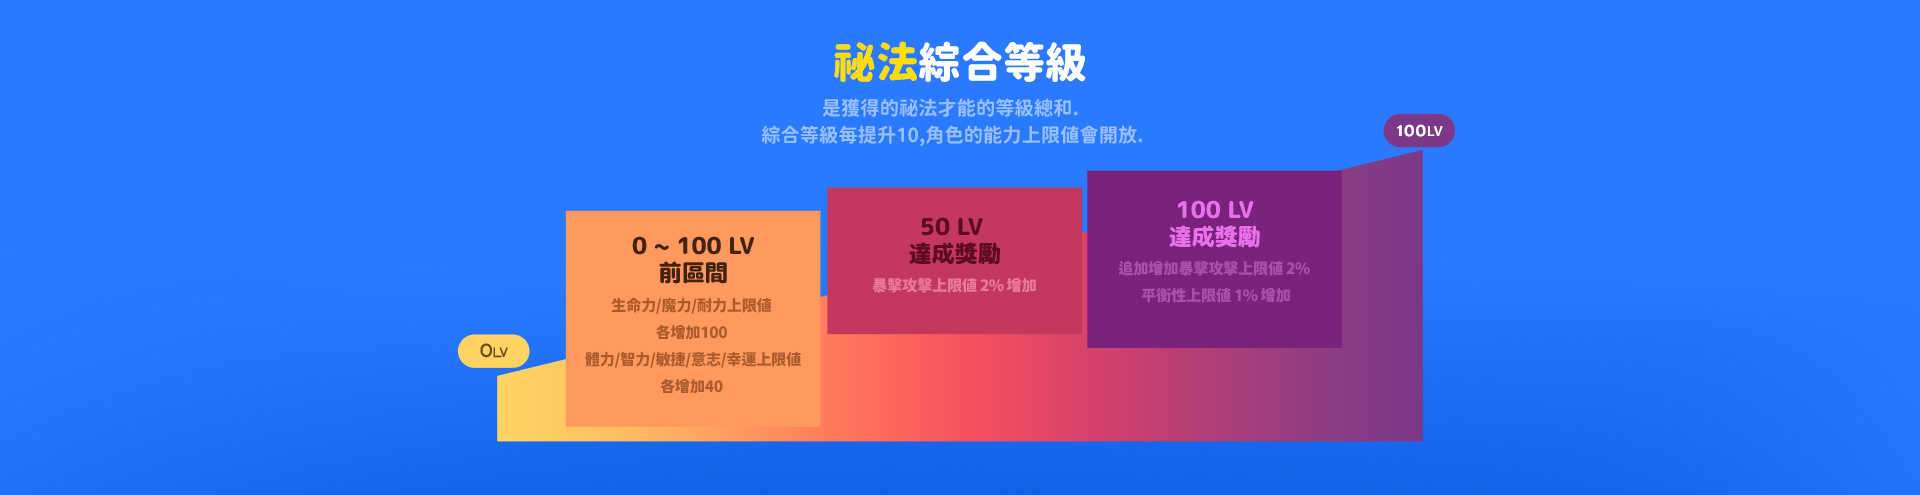 祕法綜合等級
是獲得的祕法才能的等級總和.
綜合等級每提升10,角色的能力上限值會開放.
100LV
100 LV
達成獎勵
追加增加暴擊攻擊上限值 2%
平衡性上限值 1% 增加
50 LV
達成獎勵
暴擊攻擊上限值 2% 增加
0 ~ 100 LV
前區間
生命力/魔力/耐力上限值
各增加100
體力/智力/敏捷/意志/幸運上限值
各增加40
0LV